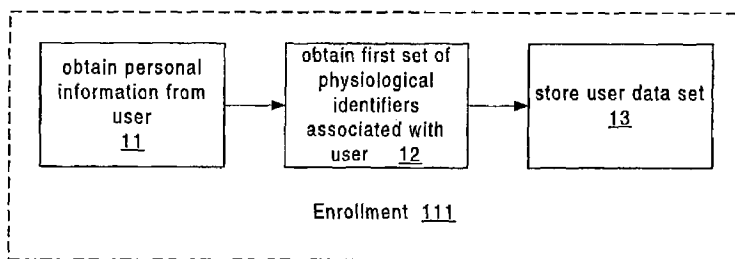 obtain personal
information from
user
11
obtain first set of
physiological
identifiers
associated with
user 12
store user data set
13
Enrollment 111